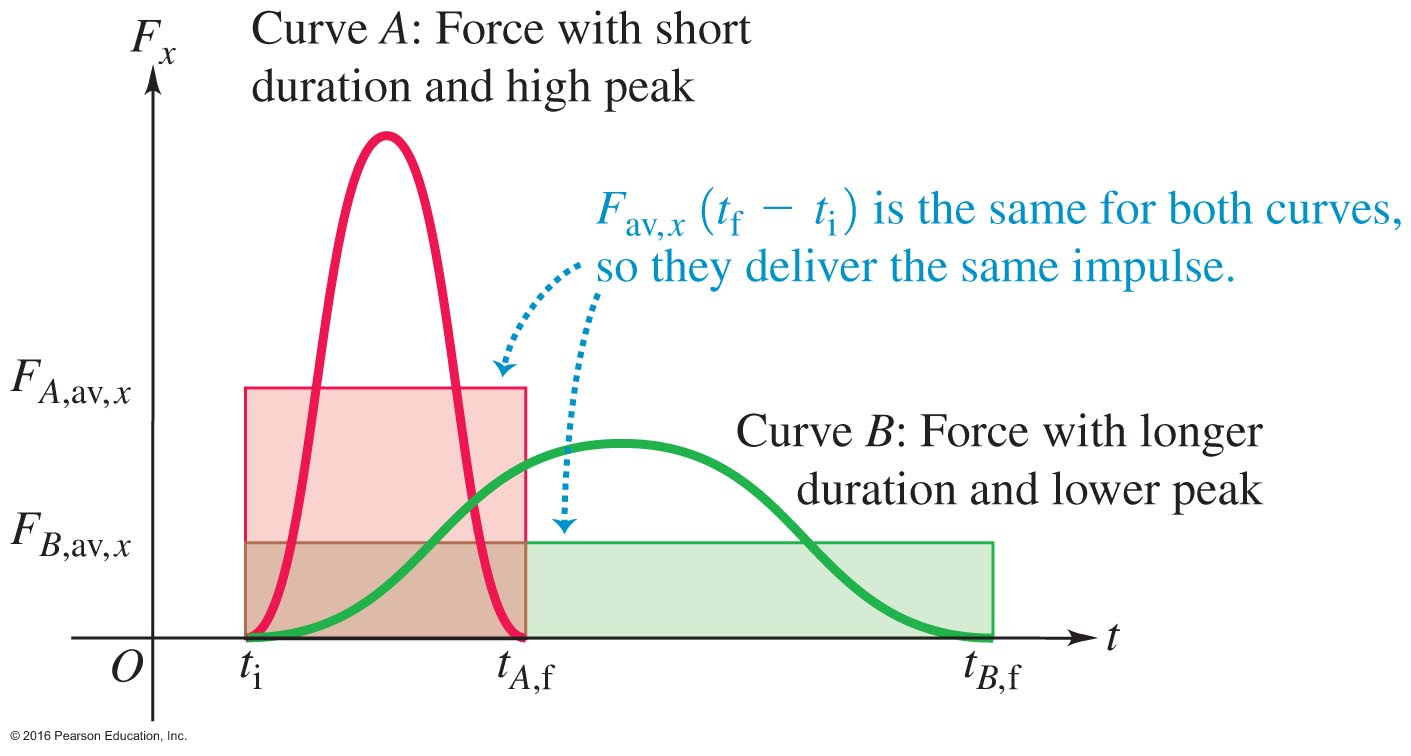 Fx
Curve A: Force with short
duration and high peak
Fav,x (tf − ti) is the same for both curves,
so they deliver the same impulse.
FA,av,x
Curve B: Force with longer
duration and lower peak
FB,av,x
O
ti
tA,f
tB,f
t
© 2016 Pearson Education, Inc.